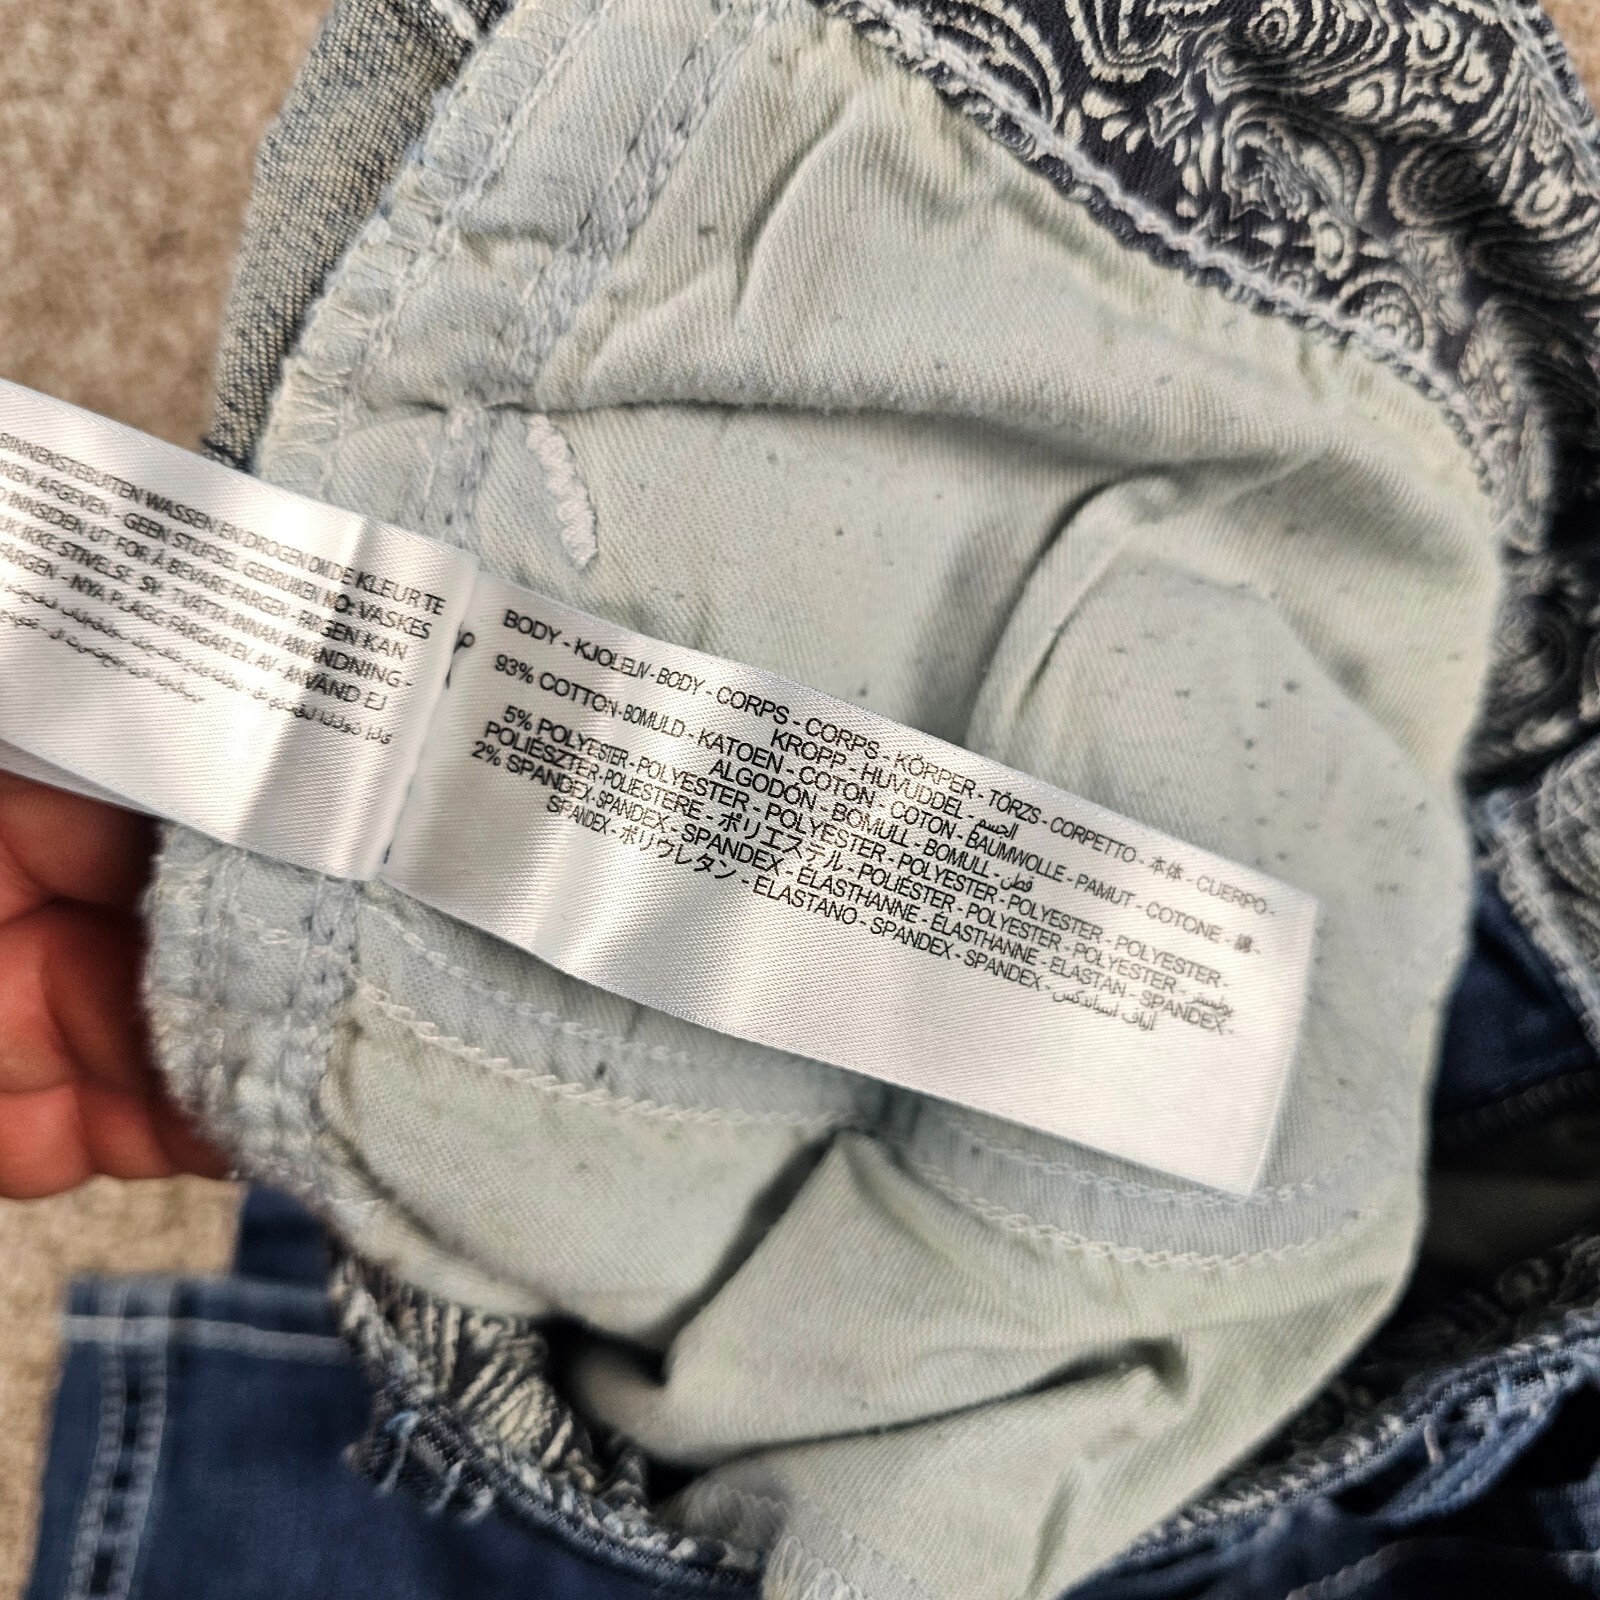 BINNENSTEBUITEN WASSEN EN DROGEN OM DE KLEUR TE
AFGEVEN - GEEN STIJFSEL GEBRUIKEN NO: VASKES
INNSIDEN UT FOR Å BEVARE FARGEN - FARGEN KAN
IKKE STIVELSE SV: TVÄTTA INNAN ANVÄNDNING -
FÄRGEN - NYA PLAGG FÄRGAR EV. AV - ANVÄND EJ
BODY - KJOLELIV - BODY - CORPS - CORPS - KÖRPER - TÖRZS - CORPETTO - 本体 - CUERPO -
KROPP - HUVUDDEL - الجسم
93% COTTON - BOMULD - KATOEN - COTON - COTON - BAUMWOLLE - PAMUT - COTONE - 綿 -
ALGODÓN - BOMULL - BOMULL - قطن
5% POLYESTER - POLYESTER - POLYESTER - POLYESTER - POLYESTER - POLYESTER -
POLIÉSZTER - POLIESTERE - ポリエステル - POLIÉSTER - POLYESTER - POLYESTER - بوليستر
2% SPANDEX - SPANDEX - SPANDEX - ÉLASTHANNE - ÉLASTHANNE - ELASTAN - SPANDEX -
SPANDEX - ポリウレタン - ELASTANO - SPANDEX - SPANDEX - ألياف اسباندكس